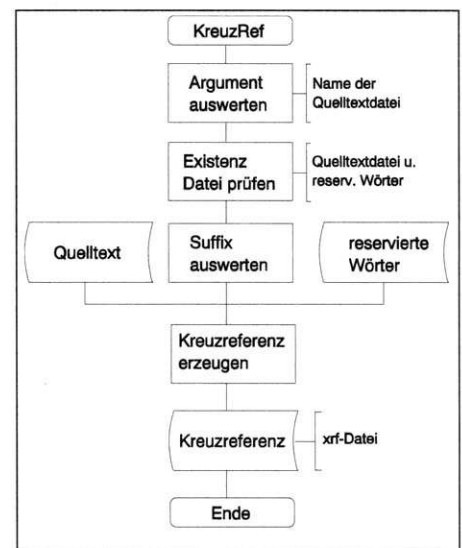 KreuzRef
Argument
auswerten
Name der
Quelltextdatei
Existenz
Datei prüfen
Quelltextdatei u.
reserv. Wörter
Quelltext
Suffix
auswerten
reservierte
Wörter
Kreuzreferenz
erzeugen
Kreuzreferenz
xrf-Datei
Ende